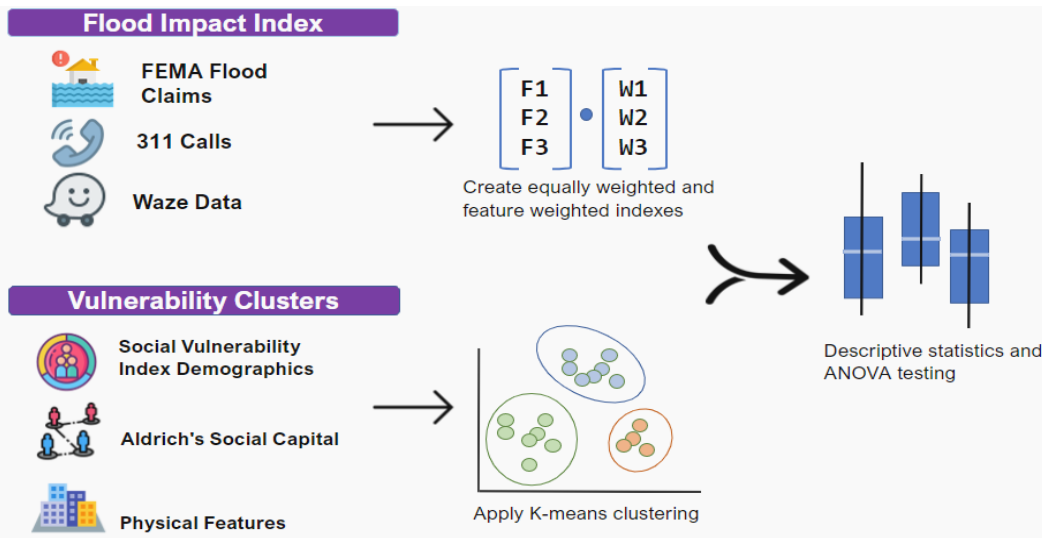 Flood Impact Index
FEMA Flood
Claims
311 Calls
Waze Data
F1
F2
F3
W1
W2
W3
Create equally weighted and
feature weighted indexes
Vulnerability Clusters
Social Vulnerability
Index Demographics
Aldrich's Social Capital
Physical Features
Apply K-means clustering
Descriptive statistics and
ANOVA testing